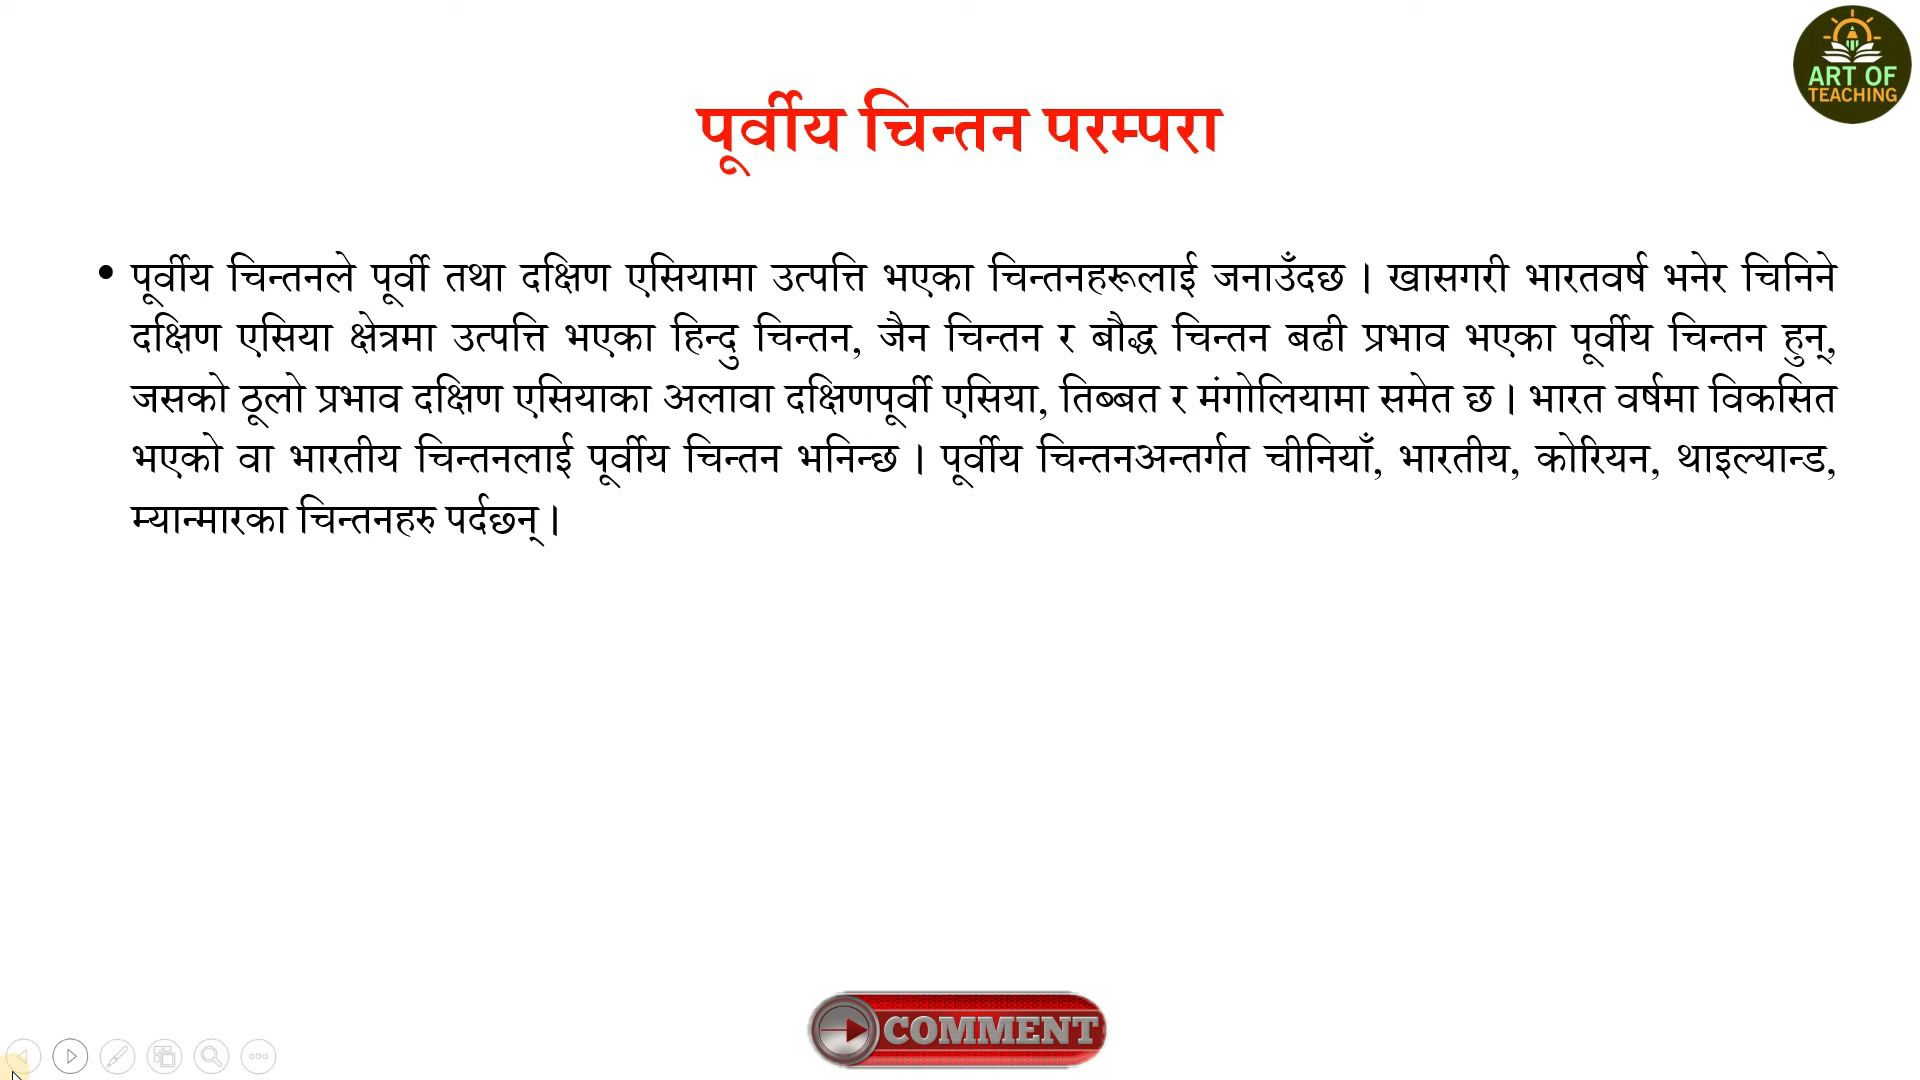 ART OF
TEACHING
पूर्वीय चिन्तन परम्परा
• पूर्वीय चिन्तनले पूर्वी तथा दक्षिण एसियामा उत्पत्ति भएका चिन्तनहरूलाई जनाउँदछ । खासगरी भारतवर्ष भनेर चिनिने
दक्षिण एसिया क्षेत्रमा उत्पत्ति भएका हिन्दु चिन्तन, जैन चिन्तन र बौद्ध चिन्तन बढी प्रभाव भएका पूर्वीय चिन्तन हुन्,
जसको ठूलो प्रभाव दक्षिण एसियाका अलावा दक्षिणपूर्वी एसिया, तिब्बत र मंगोलियामा समेत छ । भारत वर्षमा विकसित
भएको वा भारतीय चिन्तनलाई पूर्वीय चिन्तन भनिन्छ । पूर्वीय चिन्तनअन्तर्गत चीनियाँ, भारतीय, कोरियन, थाइल्यान्ड,
म्यान्मारका चिन्तनहरु पर्दछन् ।
COMMENT